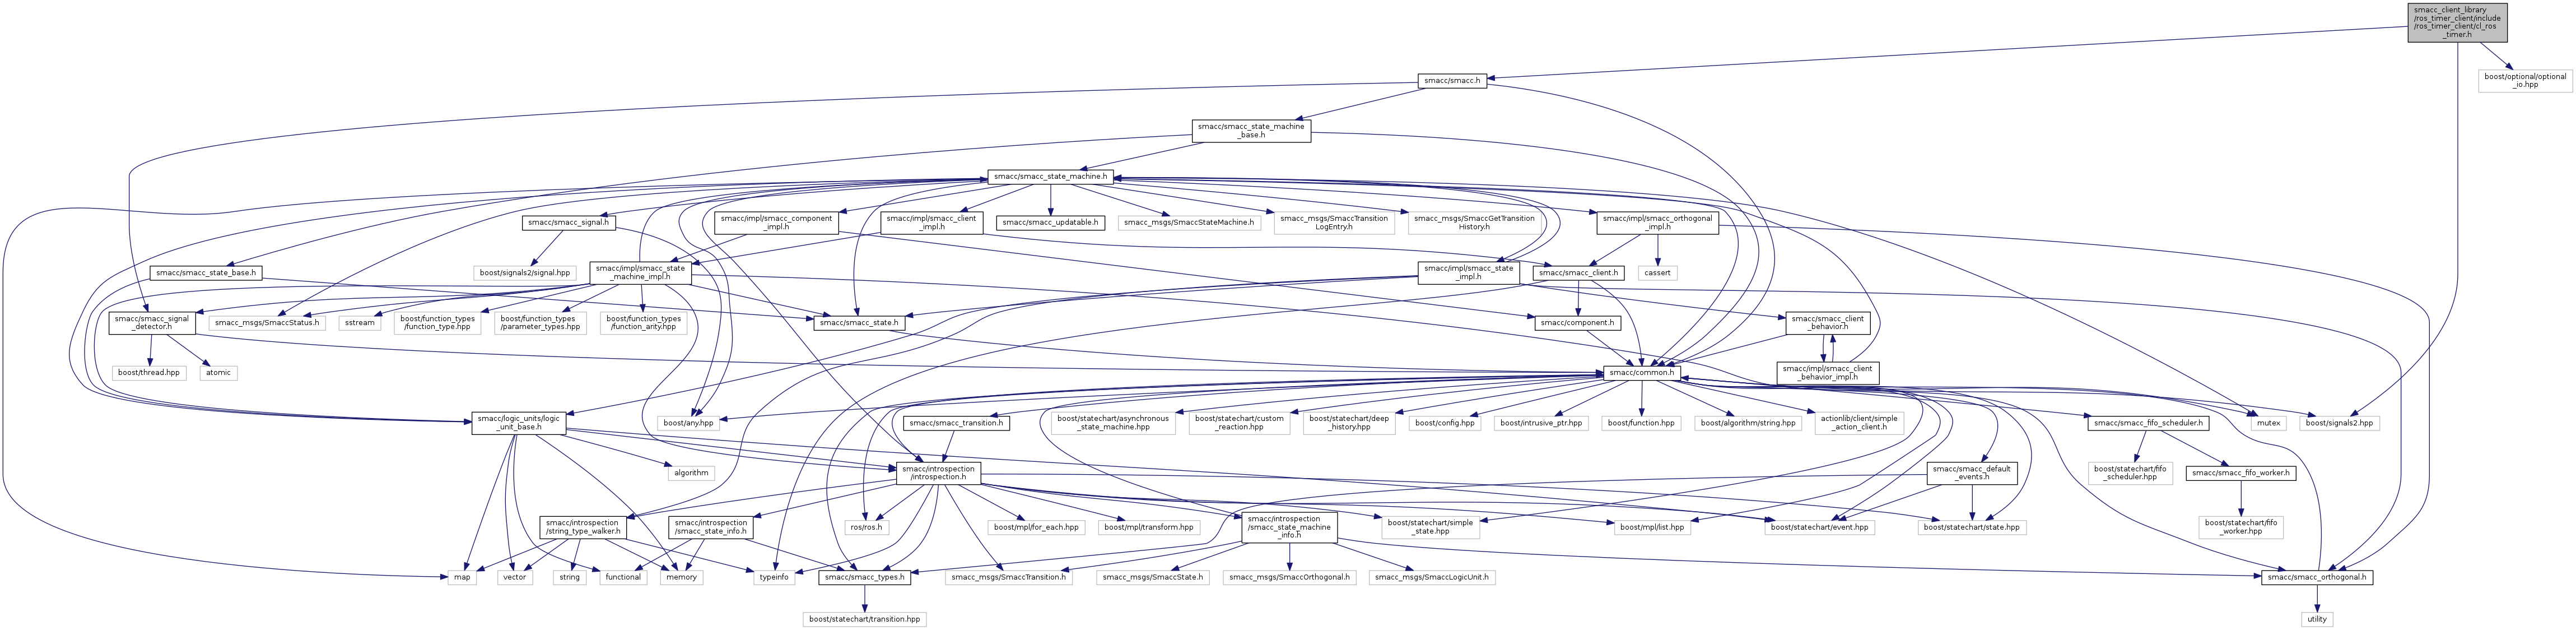 smacc_client_library
/ros_timer_client/include
/ros_timer_client/cl_ros
_timer.h
smacc/smacc.h
boost/optional/optional
_io.hpp
smacc/smacc_state_machine
_base.h
smacc/smacc_state_machine.h
smacc/smacc_signal.h
smacc/impl/smacc_component
_impl.h
smacc/impl/smacc_client
_impl.h
smacc/smacc_updatable.h
smacc_msgs/SmaccStateMachine.h
smacc_msgs/SmaccTransition
LogEntry.h
smacc_msgs/SmaccGetTransition
History.h
smacc/impl/smacc_orthogonal
_impl.h
smacc/smacc_state_base.h
boost/signals2/signal.hpp
smacc/impl/smacc_state
_machine_impl.h
smacc/impl/smacc_state
_impl.h
smacc/smacc_client.h
cassert
smacc/smacc_signal
_detector.h
smacc_msgs/SmaccStatus.h
sstream
boost/function_types
/function_type.hpp
boost/function_types
/parameter_types.hpp
boost/function_types
/function_arity.hpp
smacc/smacc_state.h
smacc/component.h
smacc/smacc_client
_behavior.h
boost/thread.hpp
atomic
smacc/common.h
smacc/impl/smacc_client
_behavior_impl.h
smacc/logic_units/logic
_unit_base.h
boost/any.hpp
smacc/smacc_transition.h
boost/statechart/asynchronous
_state_machine.hpp
boost/statechart/custom
_reaction.hpp
boost/statechart/deep
_history.hpp
boost/config.hpp
boost/intrusive_ptr.hpp
boost/function.hpp
boost/algorithm/string.hpp
actionlib/client/simple
_action_client.h
smacc/smacc_fifo_scheduler.h
mutex
boost/signals2.hpp
algorithm
smacc/introspection
/introspection.h
smacc/smacc_default
_events.h
boost/statechart/fifo
_scheduler.hpp
smacc/smacc_fifo_worker.h
smacc/introspection
/string_type_walker.h
smacc/introspection
/smacc_state_info.h
ros/ros.h
boost/mpl/for_each.hpp
boost/mpl/transform.hpp
smacc/introspection
/smacc_state_machine
_info.h
boost/statechart/simple
_state.hpp
boost/mpl/list.hpp
boost/statechart/event.hpp
boost/statechart/state.hpp
boost/statechart/fifo
_worker.hpp
map
vector
string
functional
memory
typeinfo
smacc/smacc_types.h
smacc_msgs/SmaccTransition.h
smacc_msgs/SmaccState.h
smacc_msgs/SmaccOrthogonal.h
smacc_msgs/SmaccLogicUnit.h
smacc/smacc_orthogonal.h
boost/statechart/transition.hpp
utility